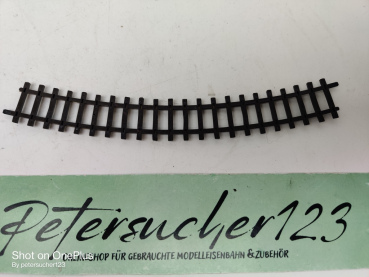 Petersucher123
SHOP FÜR GEBRAUCHTE MODELLEISENBAHN & ZUBEHÖR
Shot on OnePlus
By petersucher123